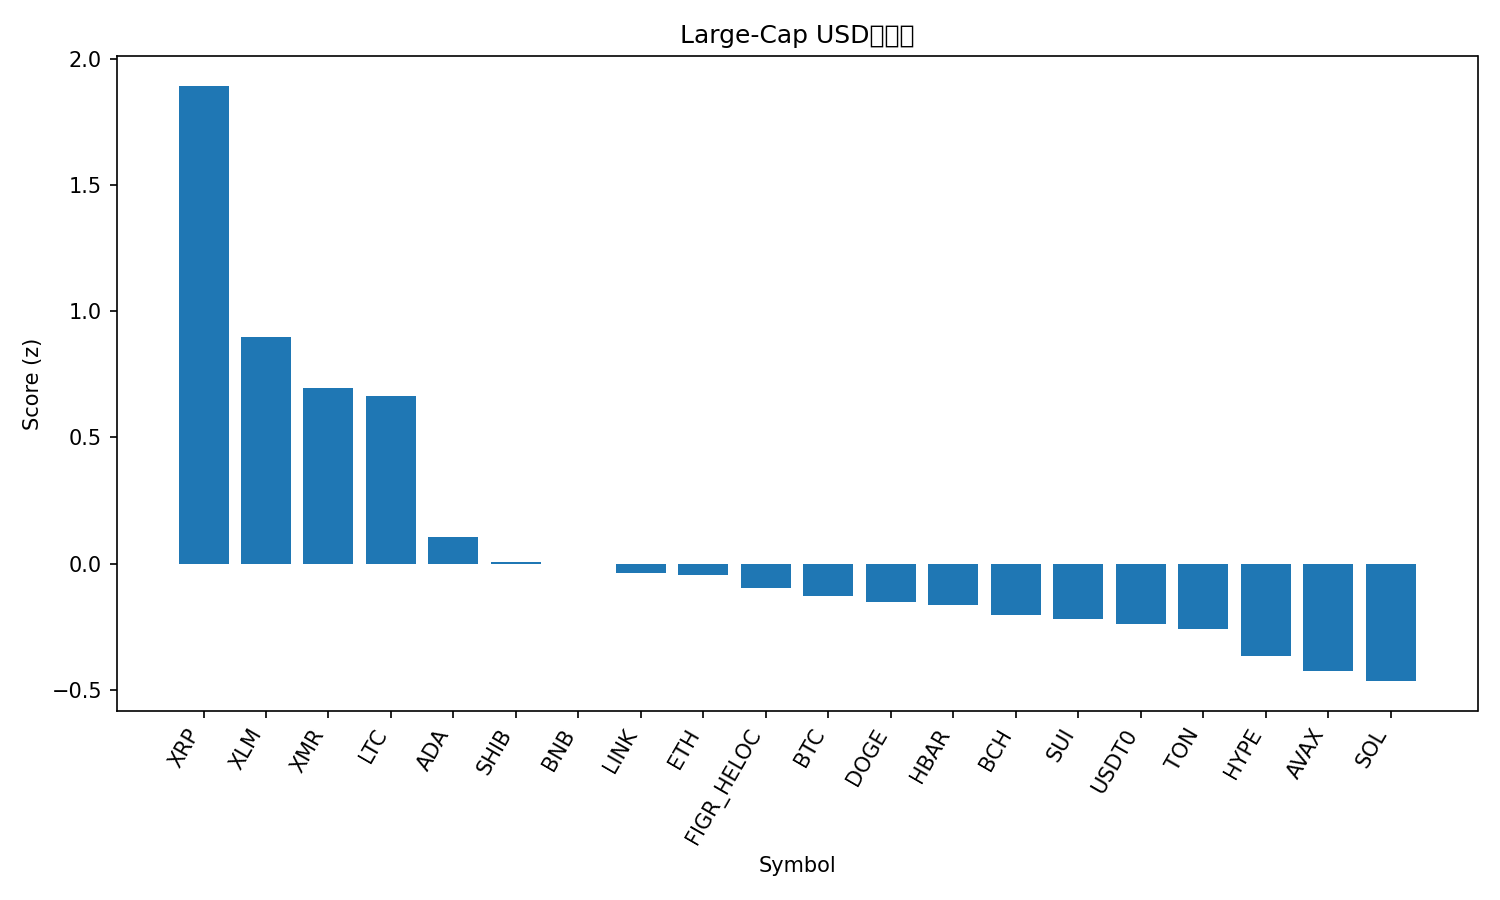 Large-Cap USD
Score (z)
2.0
1.5
1.0
0.5
0.0
−0.5
XRP
XLM
XMR
LTC
ADA
SHIB
BNB
LINK
ETH
FIGR_HELOC
BTC
DOGE
HBAR
BCH
SUI
USDT0
TON
HYPE
AVAX
SOL
Symbol